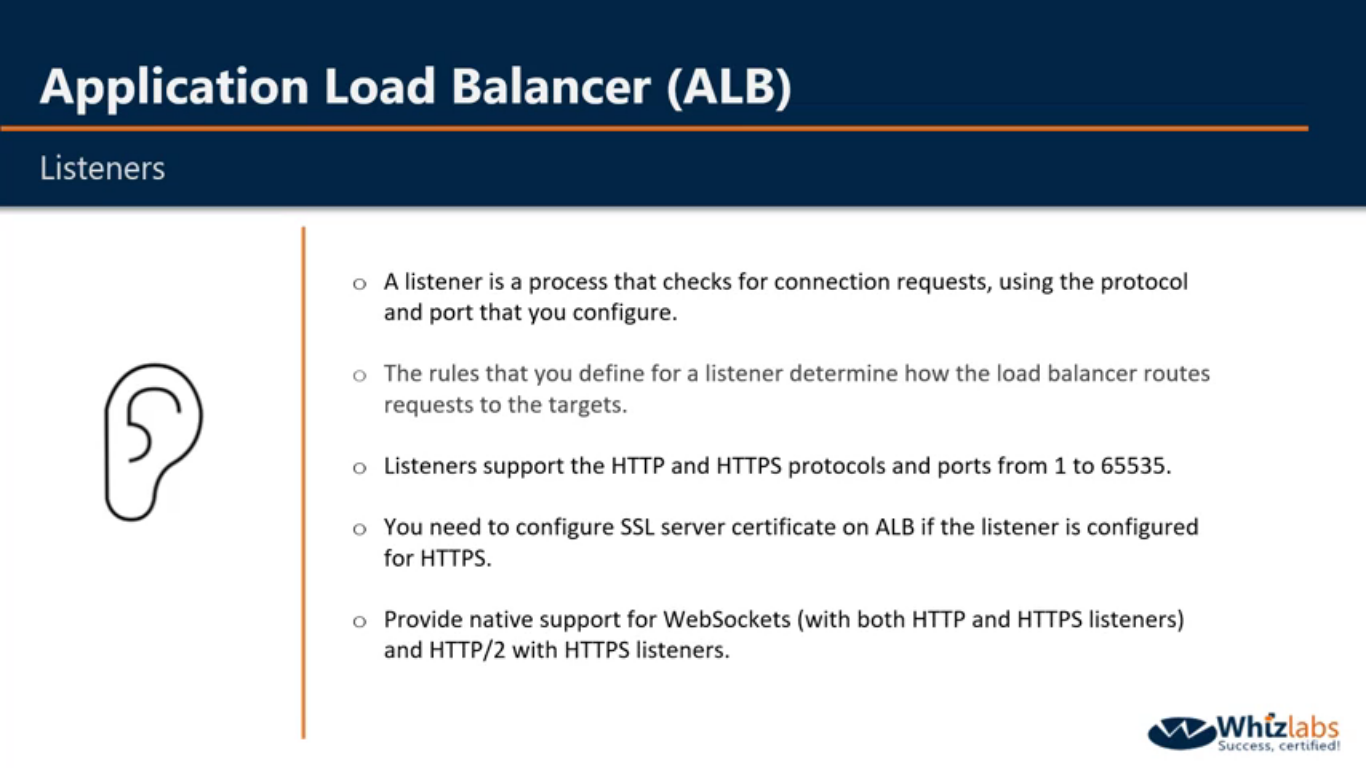 Application Load Balancer (ALB)
Listeners
o A listener is a process that checks for connection requests, using the protocol
and port that you configure.
o The rules that you define for a listener determine how the load balancer routes
requests to the targets.
o Listeners support the HTTP and HTTPS protocols and ports from 1 to 65535.
o You need to configure SSL server certificate on ALB if the listener is configured
for HTTPS.
o Provide native support for WebSockets (with both HTTP and HTTPS listeners)
and HTTP/2 with HTTPS listeners.
Whizlabs
Success, certified!